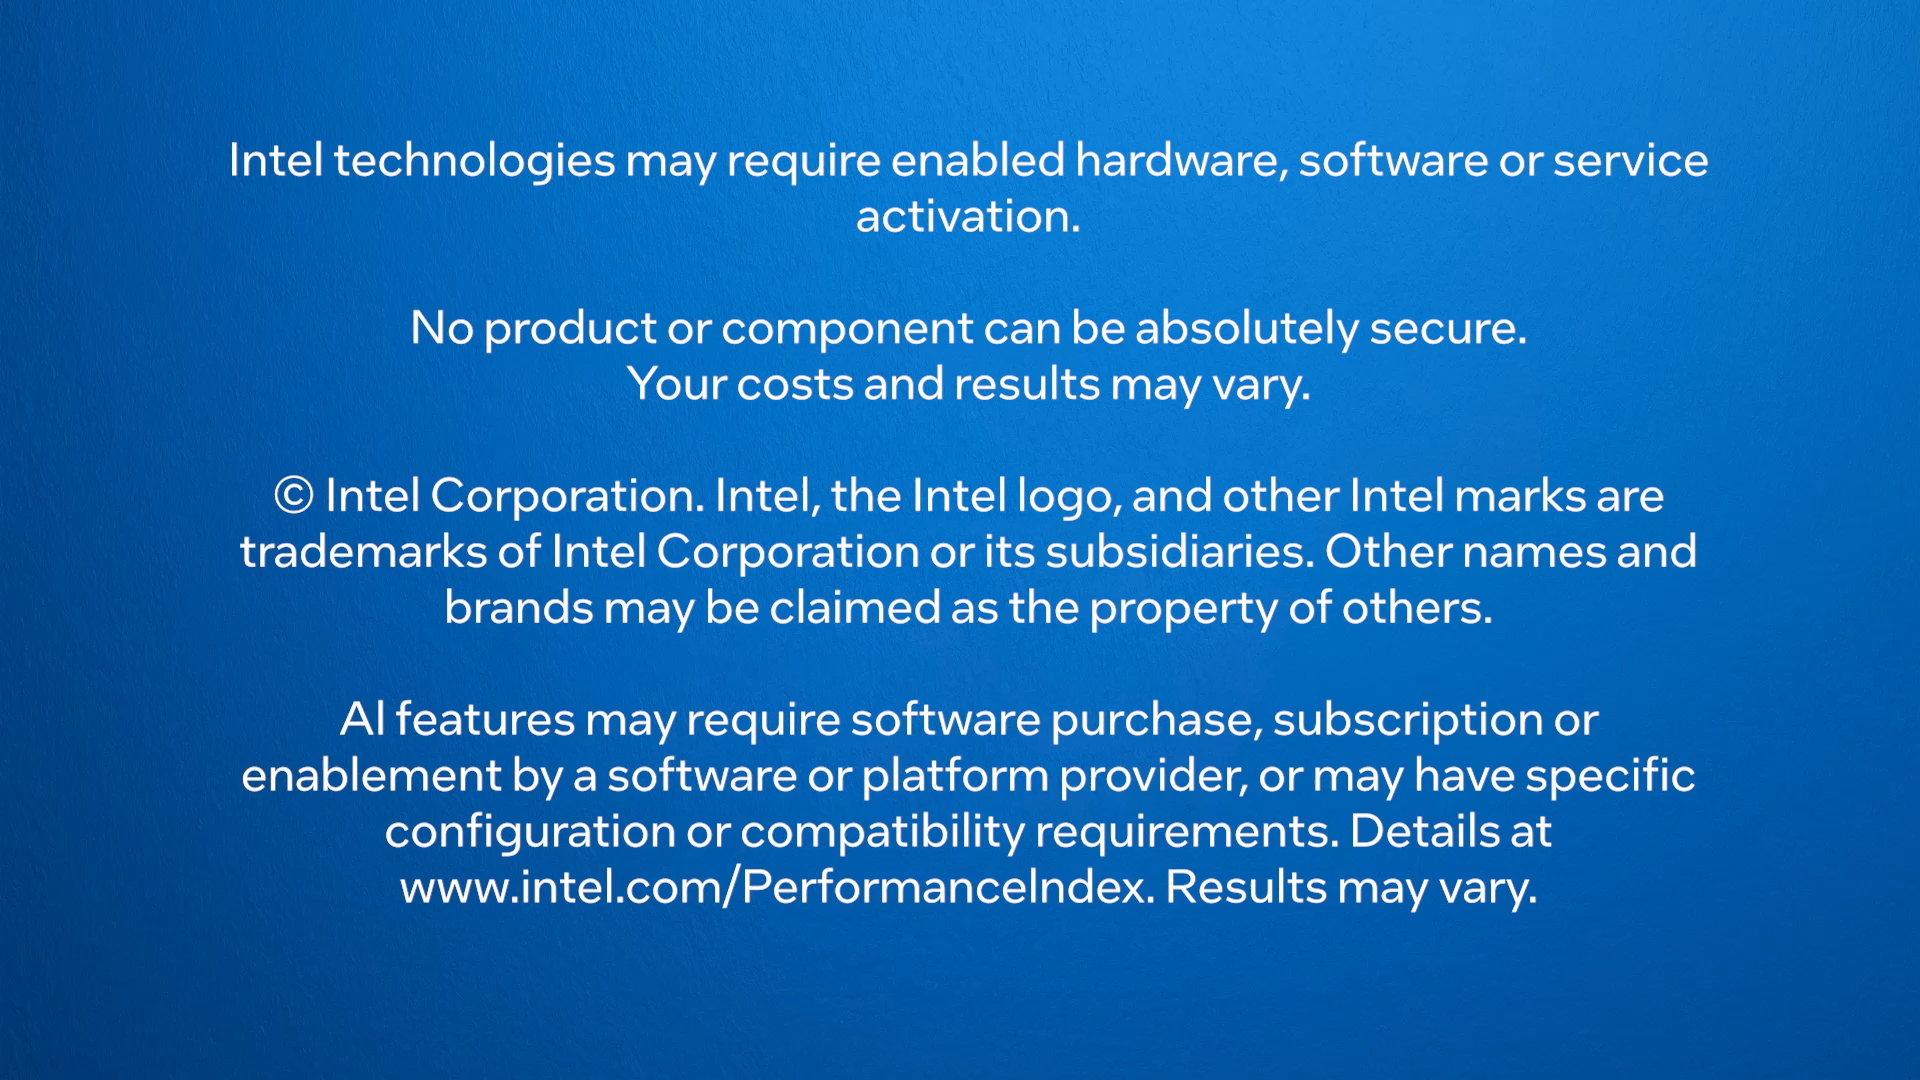 Intel technologies may require enabled hardware, software or service
activation.
No product or component can be absolutely secure.
Your costs and results may vary.
© Intel Corporation. Intel, the Intel logo, and other Intel marks are
trademarks of Intel Corporation or its subsidiaries. Other names and
brands may be claimed as the property of others.
AI features may require software purchase, subscription or
enablement by a software or platform provider, or may have specific
configuration or compatibility requirements. Details at
www.intel.com/PerformanceIndex. Results may vary.